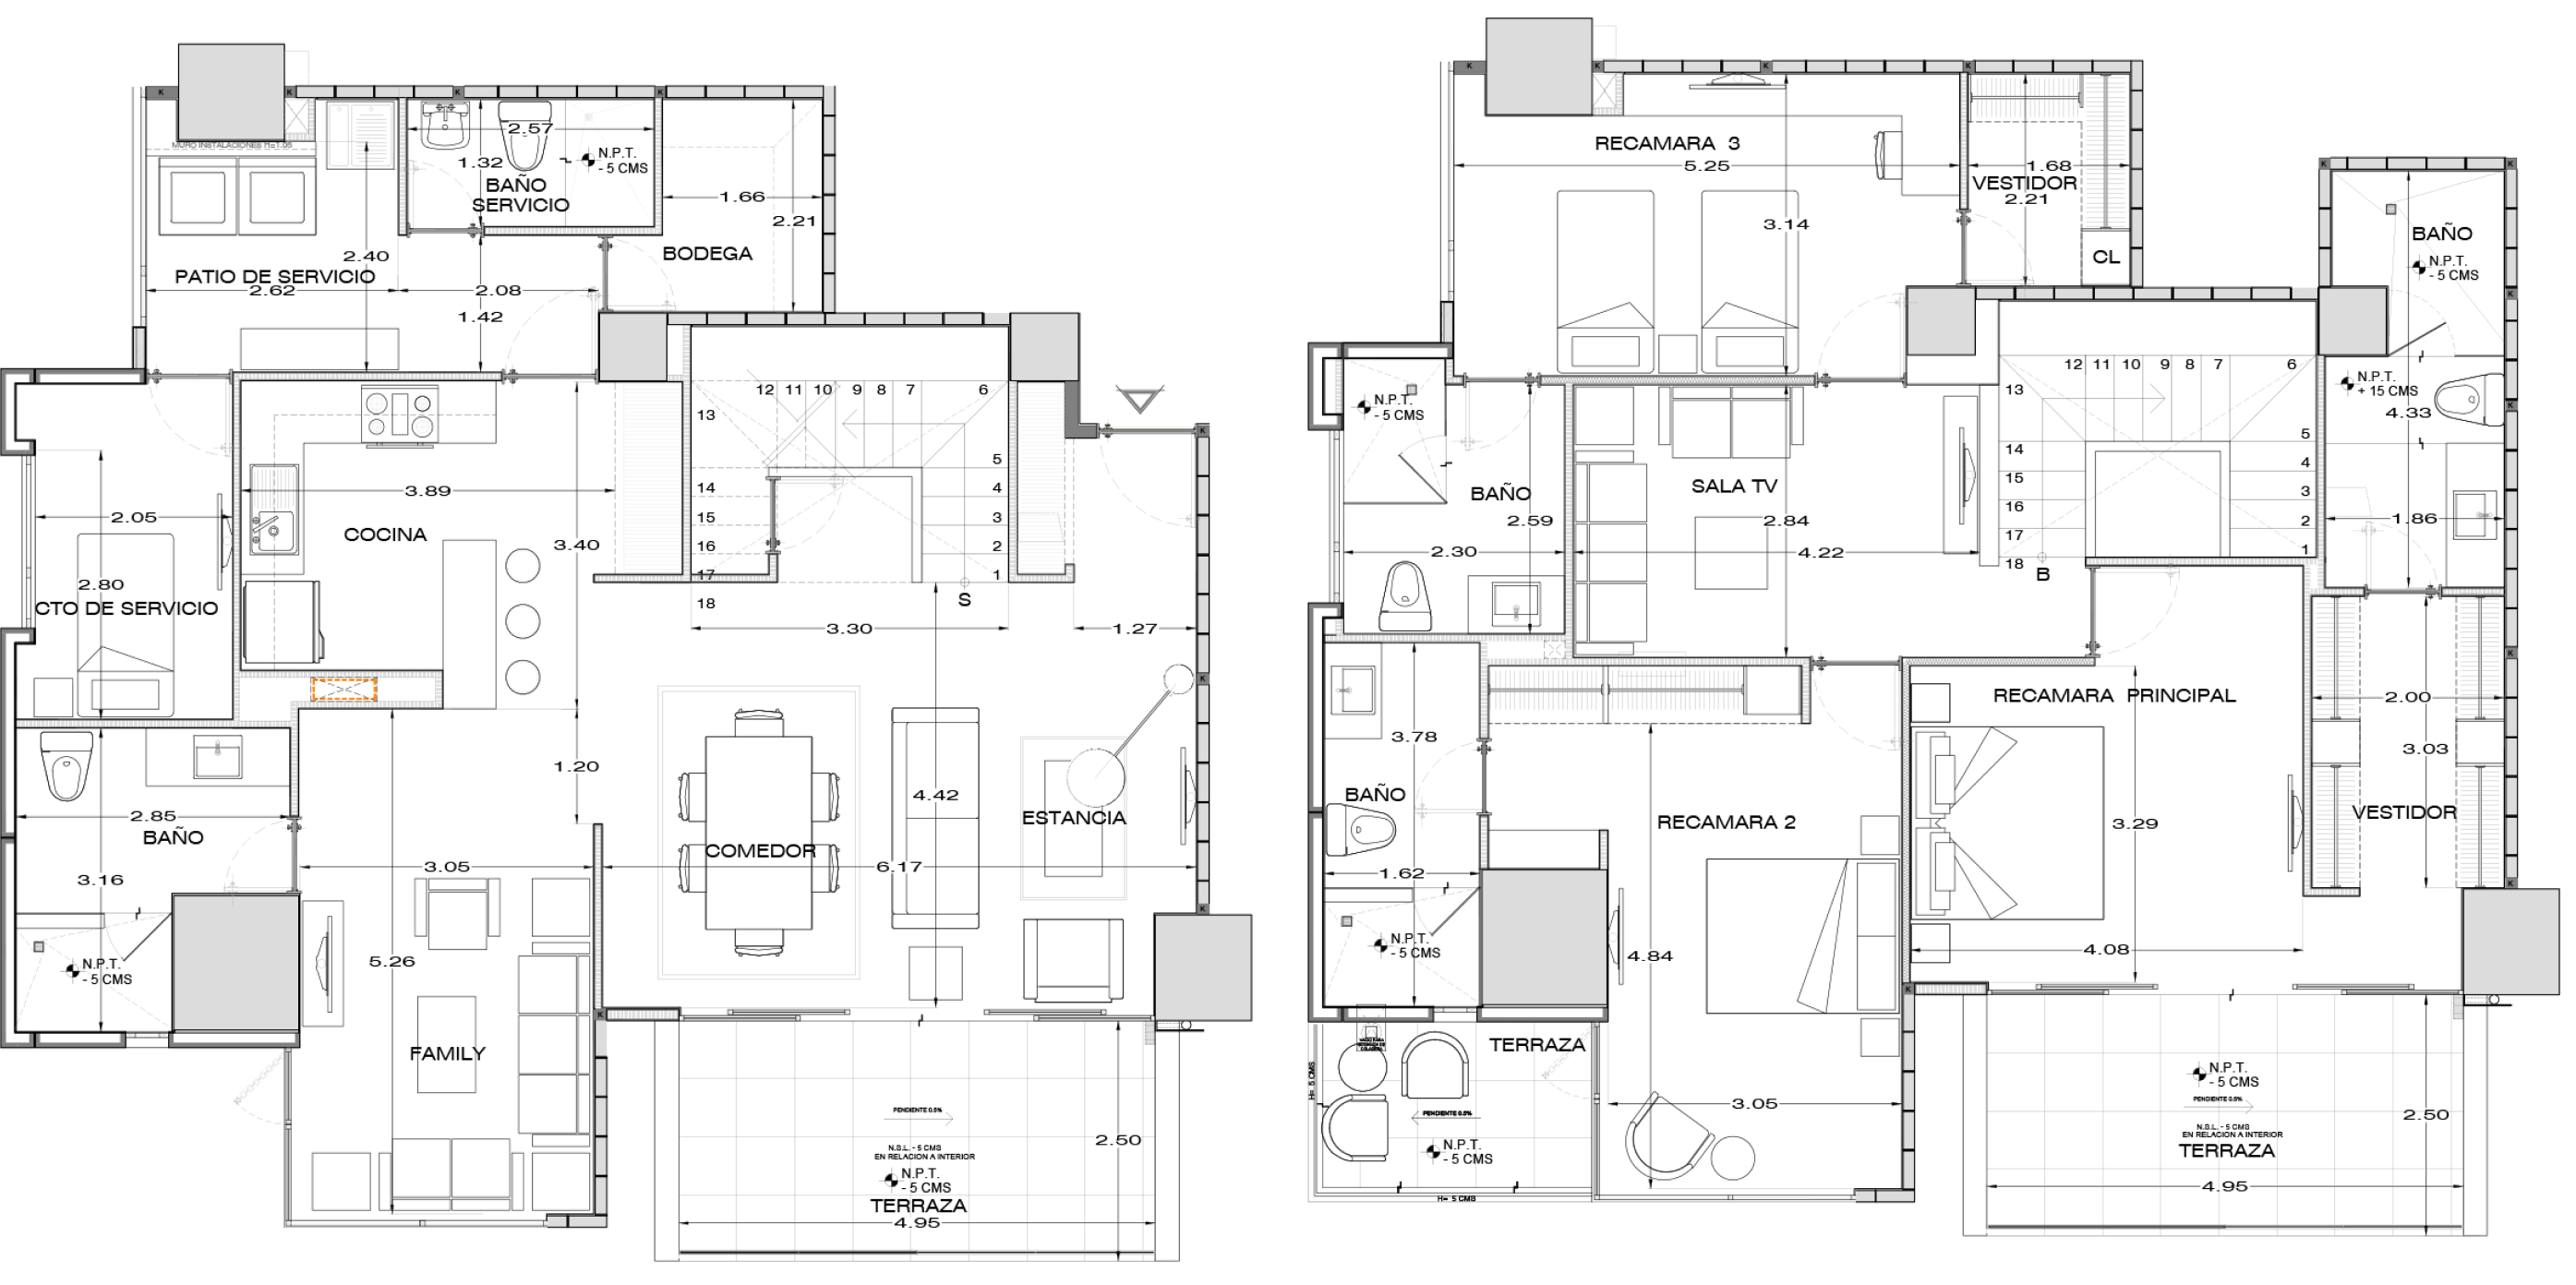 K
K
K
K
MURO INSTALACIONES H=1.05
2.57
1.32
N.P.T.
- 5 CMS
BAÑO
SERVICIO
1.66
2.21
BODEGA
2.40
PATIO DE SERVICIO
2.62
2.08
1.42
12 11 10 9 8 7 6
13
5
14
4
15
3
16
2
17
1
18
S
3.89
COCINA
3.40
2.05
2.80
CTO DE SERVICIO
3.30
1.27
K
K
1.20
2.85
BAÑO
3.16
N.P.T.
- 5 CMS
3.05
5.26
FAMILY
COMEDOR
4.42
6.17
ESTANCIA
K
K
PENDIENTE 0.5%
N.S.L. - 5 CMS
EN RELACION A INTERIOR
N.P.T.
- 5 CMS
TERRAZA
4.95
2.50
K
K
K
K
RECAMARA 3
5.25
3.14
1.68
VESTIDOR
2.21
CL
K
BAÑO
N.P.T.
- 5 CMS
K
N.P.T.
+ 15 CMS
4.33
K
1.86
N.P.T.
- 5 CMS
BAÑO
2.59
2.30
SALA TV
2.84
4.22
12 11 10 9 8 7 6
13
5
14
4
15
3
16
2
17
1
18
B
K
3.78
BAÑO
1.62
N.P.T.
- 5 CMS
RECAMARA 2
4.84
3.05
RECAMARA PRINCIPAL
3.29
4.08
2.00
3.03
VESTIDOR
K
K
TERRAZA
H= 5 CMS
PENDIENTE 0.5%
N.P.T.
- 5 CMS
H= 5 CMS
N.P.T.
- 5 CMS
PENDIENTE 0.5%
N.S.L. - 5 CMS
EN RELACION A INTERIOR
TERRAZA
4.95
2.50